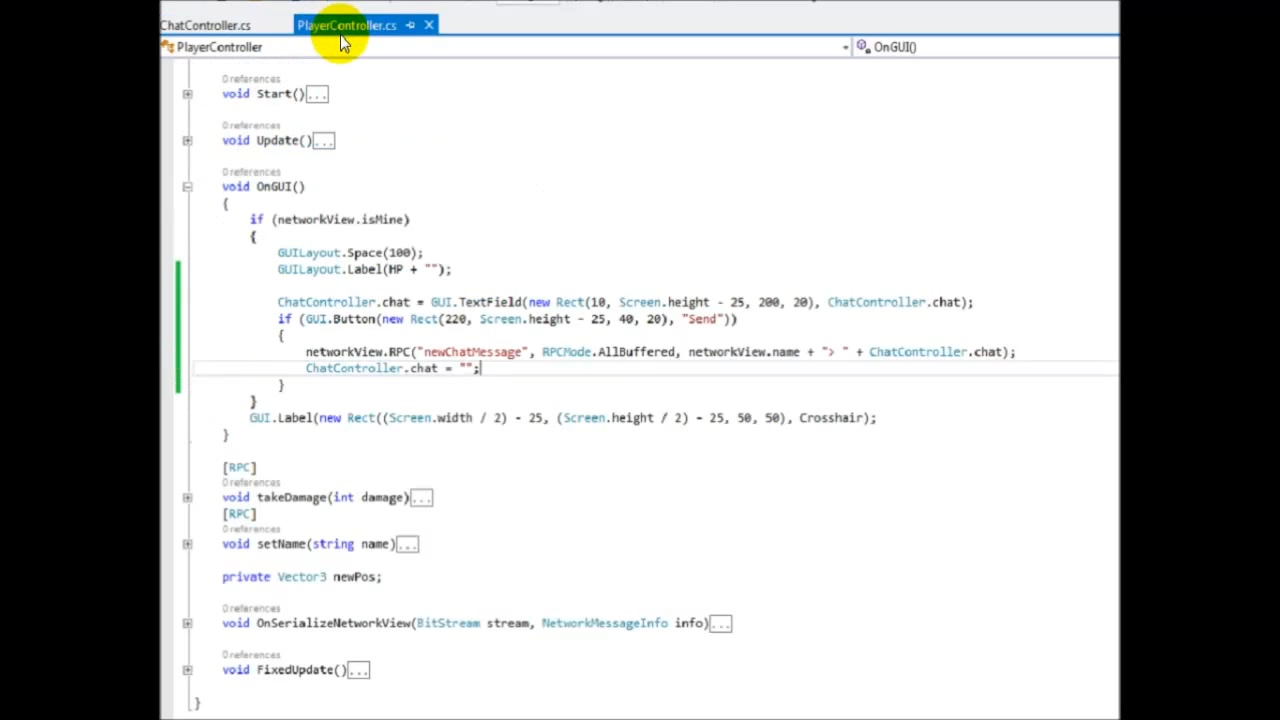 ChatController.cs
PlayerController.cs
PlayerController
OnGUI()
0 references
void Start()...
0 references
void Update()...
0 references
void OnGUI()
{
if (networkView.isMine)
{
GUILayout.Space(100);
GUILayout.Label(HP + "");
ChatController.chat = GUI.TextField(new Rect(10, Screen.height - 25, 200, 20), ChatController.chat);
if (GUI.Button(new Rect(220, Screen.height - 25, 40, 20), "Send"))
{
networkView.RPC("newChatMessage", RPCMode.AllBuffered, networkView.name + "> " + ChatController.chat);
ChatController.chat = "";
}
}
GUI.Label(new Rect((Screen.width / 2) - 25, (Screen.height / 2) - 25, 50, 50), Crosshair);
}
[RPC]
0 references
void takeDamage(int damage)...
[RPC]
0 references
void setName(string name)...
private Vector3 newPos;
0 references
void OnSerializeNetworkView(BitStream stream, NetworkMessageInfo info)...
0 references
void FixedUpdate()...
}